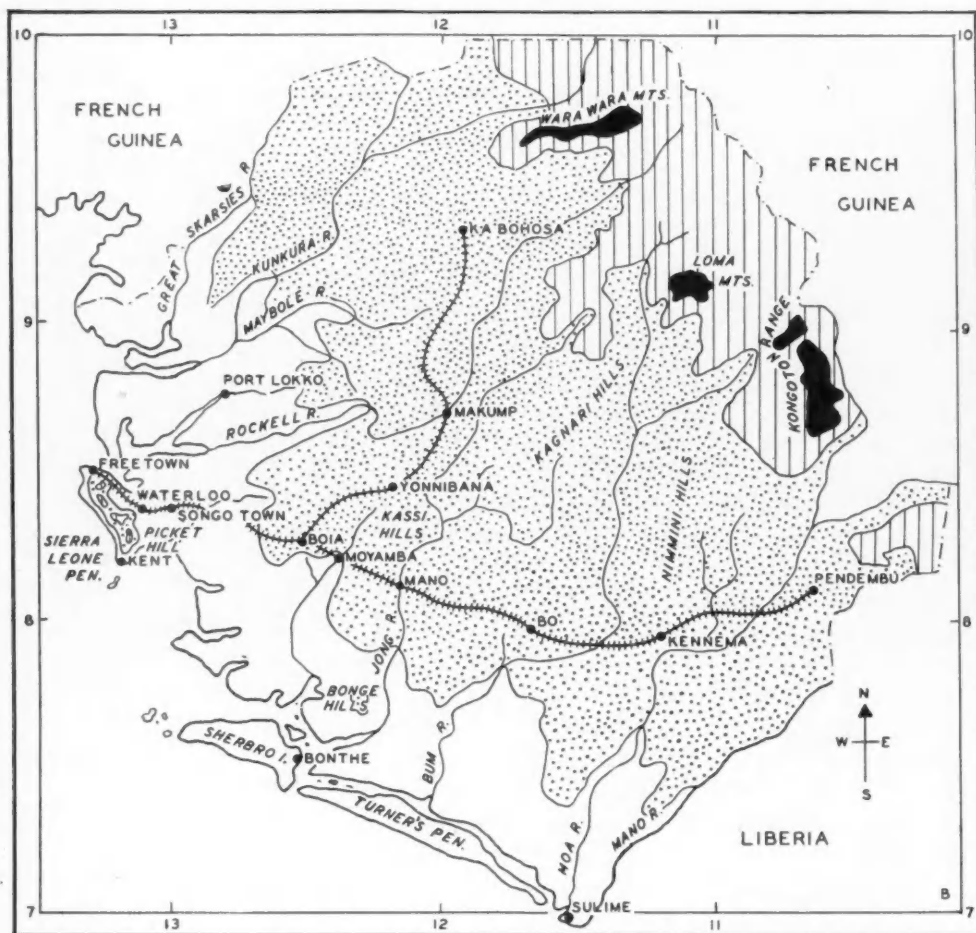 13
12
11
10
10
FRENCH
GUINEA
WARA WARA MTS.
FRENCH
GUINEA
GREAT SKARSIES R
KUNKURA R.
KA'BOHOSA
LOMA
MTS.
MAYBOLE R.
9
9
KONGOTON RANGE
PORT LOKKO
ROCKELL R.
MAKUMP
KAGNARI HILLS
FREETOWN
WATERLOO
SONGO TOWN
YONNIBANA
KASSI
HILLS
NIMMINI HILLS
PICKET
HILL
SIERRA
LEONE
PEN.
KENT
BOIA
MOYAMBA
MANO
PENDEMBU
8
8
BO
KENNEMA
JONG R.
BONGE
HILLS
SHERBRO I.
BONTHE
BUM R.
TURNER'S PEN.
MOA R.
MANO R.
N
W
E
S
LIBERIA
SULIME
B
7
7
13
12
11